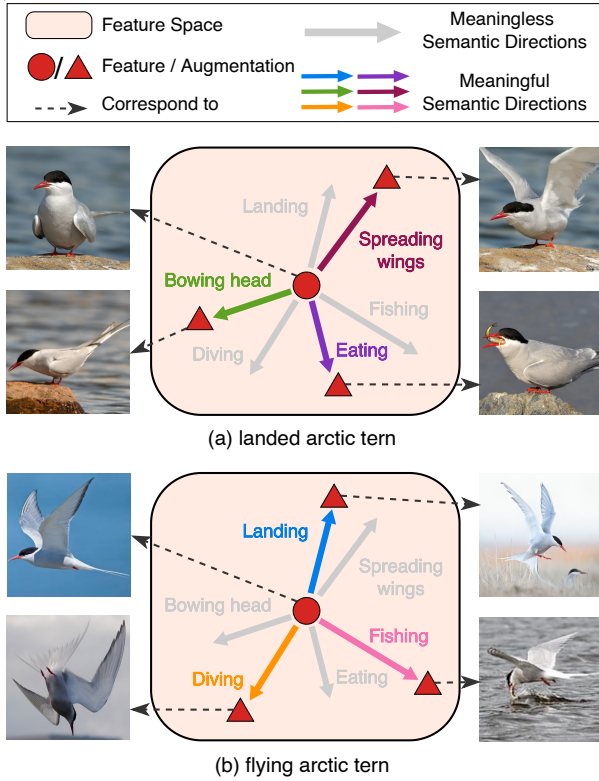 Feature Space
Meaningless
Semantic Directions
/
Feature / Augmentation
Meaningful
Semantic Directions
Correspond to
Landing
Spreading
wings
Bowing head
Fishing
Diving
Eating
(a) landed arctic tern
Landing
Spreading
wings
Bowing head
Fishing
Diving
Eating
(b) flying arctic tern